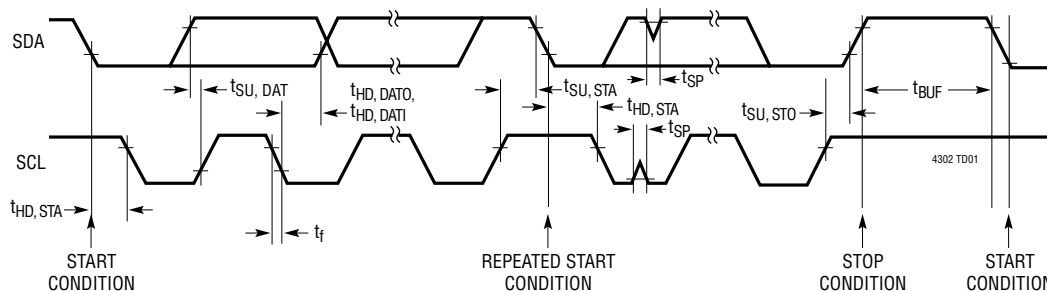 SDA
tSU, DAT
tHD, DATO,
tHD, DATI
tSU, STA
tHD, STA
tSP
tSP
tSU, STO
tBUF
SCL
4302 TD01
tHD, STA
tf
START
CONDITION
REPEATED START
CONDITION
STOP
CONDITION
START
CONDITION